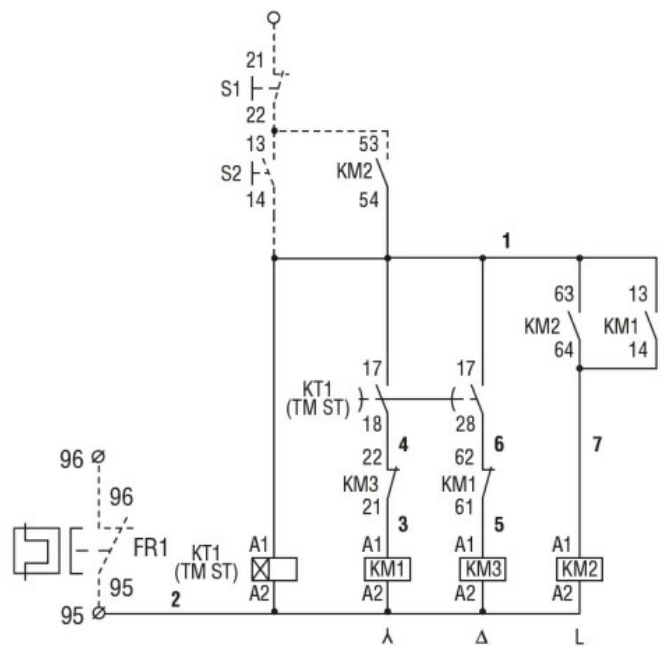 21
S1
22
13 53
S2 KM2
14 54
1
63 13
KM2 KM1
64 14
17 17
KT1
(TM ST)
18 28
4 6 7
96 22 62
96 KM3 KM1
21 61
3 5
FR1 KT1 A1 A1 A1 A1
(TM ST) KM1 KM3 KM2
95 2 A2 A2 A2 A2
95
Δ L